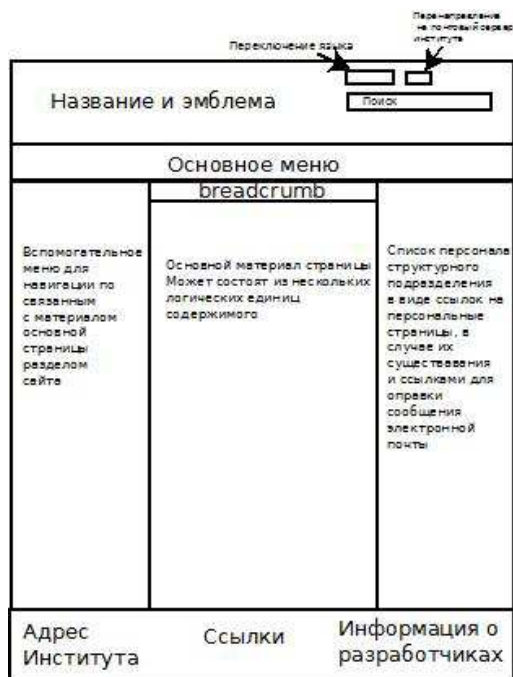 Перенаправление
на почтовый сервер
института
Переключение языка
Название и эмблема
Поиск
Основное меню
breadcrumb
Вспомогательное
меню для
навигации по
связанным
с материалом
основной
страницы
разделом
сайта
Основной материал страницы
Может состоят из нескольких
логических единиц
содержимого
Список персонала
структурного
подразделения
в виде ссылок на
персональные
страницы, в
случае их
существавания
и ссылками для
оправки
сообщения
электронной
почты
Адрес
Института
Ссылки
Информация о
разработчиках